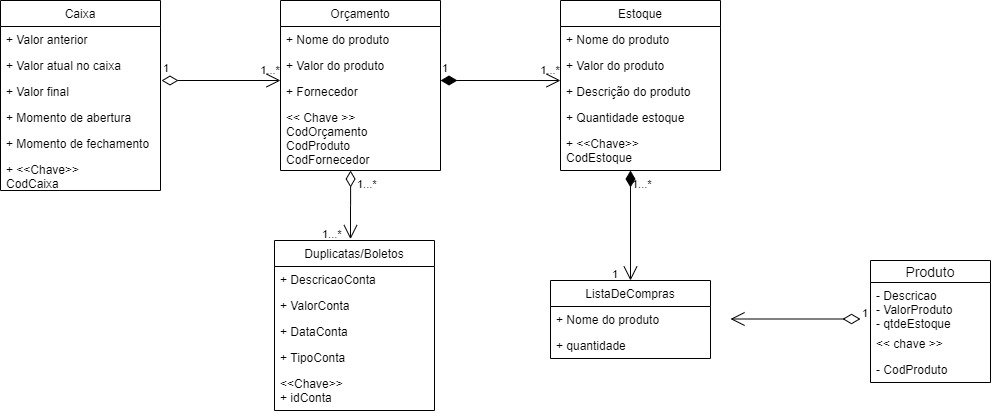 Caixa
+ Valor anterior
+ Valor atual no caixa
+ Valor final
+ Momento de abertura
+ Momento de fechamento
+ <<Chave>>
CodCaixa
1
1...*
Orçamento
+ Nome do produto
+ Valor do produto
+ Fornecedor
<< Chave >>
CodOrçamento
CodProduto
CodFornecedor
1
1...*
Estoque
+ Nome do produto
+ Valor do produto
+ Descrição do produto
+ Quantidade estoque
+ <<Chave>>
CodEstoque
1...*
1...*
Duplicatas/Boletos
+ DescricaoConta
+ ValorConta
+ DataConta
+ TipoConta
<<Chave>>
+ idConta
1...*
1
ListaDeCompras
+ Nome do produto
+ quantidade
1
Produto
- Descricao
- ValorProduto
- qtdeEstoque
<< chave >>
- CodProduto